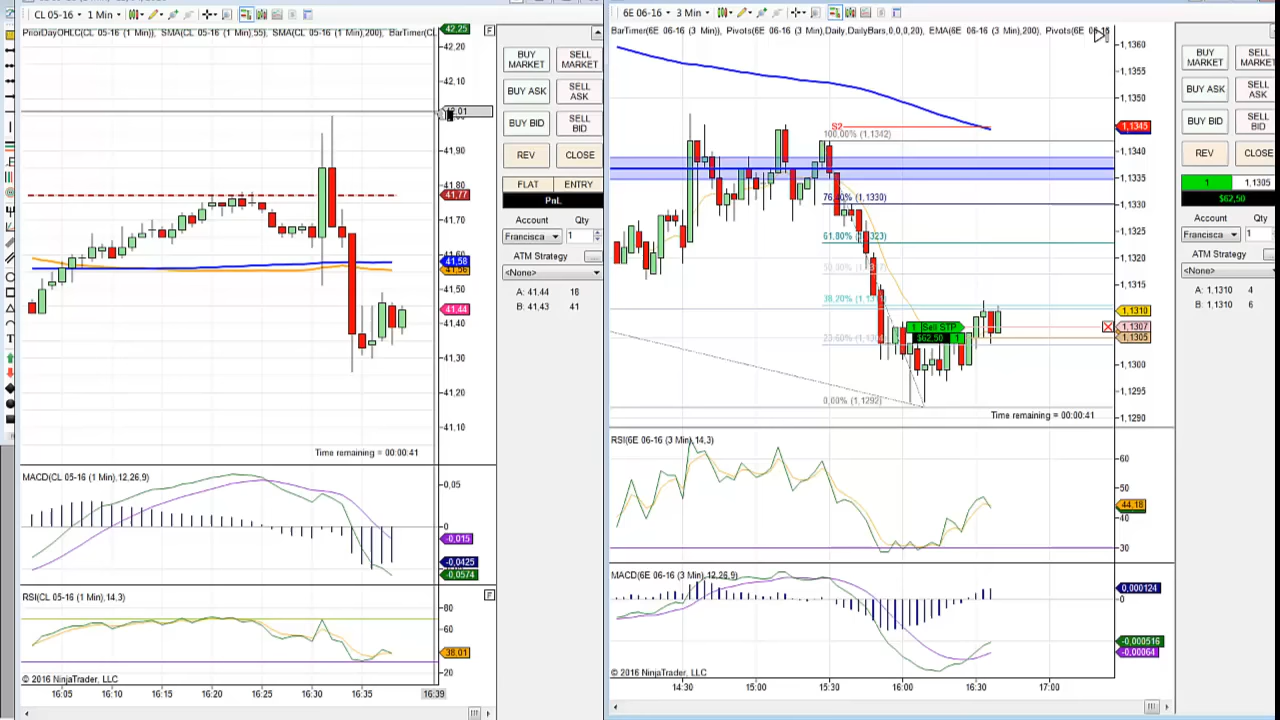 CL 05-16
1 Min
PriorDayOHLC(CL 05-16 (1 Min)), SMA(CL 05-16 (1 Min),55), SMA(CL 05-16 (1 Min),200), BarTimer(CL
F
42,25
42,20
42,10
41,90
41,80
41,77
41,70
41,60
41,58
41,56
41,50
41,44
41,40
41,30
41,20
41,10
Time remaining = 00:00:41
MACD(CL 05-16 (1 Min),12,26,9)
0,05
0
-0,015
-0,0425
-0,0574
RSI(CL 05-16 (1 Min),14,3)
F
80
60
38,01
20
© 2016 NinjaTrader, LLC
16:05 16:10 16:15 16:20 16:25 16:30 16:35 16:39
BUY MARKET
SELL MARKET
BUY ASK
SELL ASK
BUY BID
SELL BID
REV
CLOSE
FLAT
ENTRY
PnL
Account
Qty
Francisca
1
ATM Strategy
<None>
A: 41,44 16
B: 41,43 41
6E 06-16
3 Min
BarTimer(6E 06-16 (3 Min)), Pivots(6E 06-16 (3 Min),Daily,DailyBars,0,0,0,20), EMA(6E 06-16 (3 Min),200), Pivots(6E 06-16
1,1360
1,1355
1,1350
S2
1,1345
100.00% (1,1342)
1,1340
1,1335
1,1330
1,1325
61.80%
1,1320
1,1315
38,20%
1,1310
1 Sell STP
1,1307
$62,50 1
1,1305
1,1300
1,1295
0,00% (1,1292)
1,1290
Time remaining = 00:00:41
RSI(6E 06-16 (3 Min),14,3)
60
50
44,18
40
30
MACD(6E 06-16 (3 Min),12,26,9)
0,000124
0
-0,000516
-0,00064
© 2016 NinjaTrader, LLC
14:30 15:00 15:30 16:00 16:30 17:00
BUY MARKET
SELL MARKET
BUY ASK
SELL ASK
BUY BID
SELL BID
REV
CLOSE
1 1,1305
$62,50
Account
Qty
Francisca
1
ATM Strategy
<None>
A: 1,1310 4
B: 1,1310 6